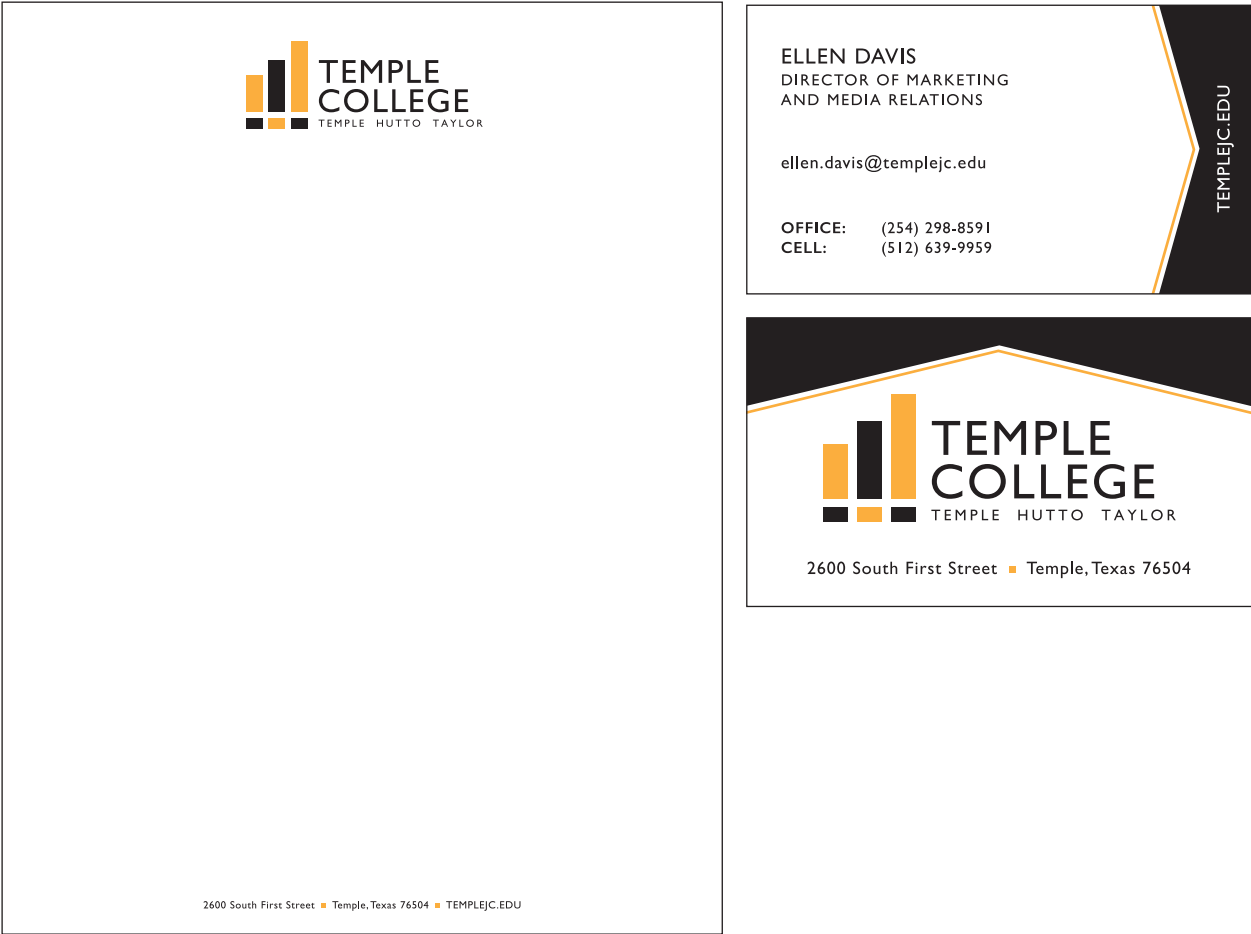 TEMPLE
COLLEGE
TEMPLE HUTTO TAYLOR
2600 South First Street ▪ Temple, Texas 76504 ▪ TEMPLEJC.EDU
ELLEN DAVIS
DIRECTOR OF MARKETING
AND MEDIA RELATIONS
ellen.davis@templejc.edu
OFFICE: (254) 298-8591
CELL: (512) 639-9959
TEMPLEJC.EDU
TEMPLE
COLLEGE
TEMPLE HUTTO TAYLOR
2600 South First Street ▪ Temple, Texas 76504